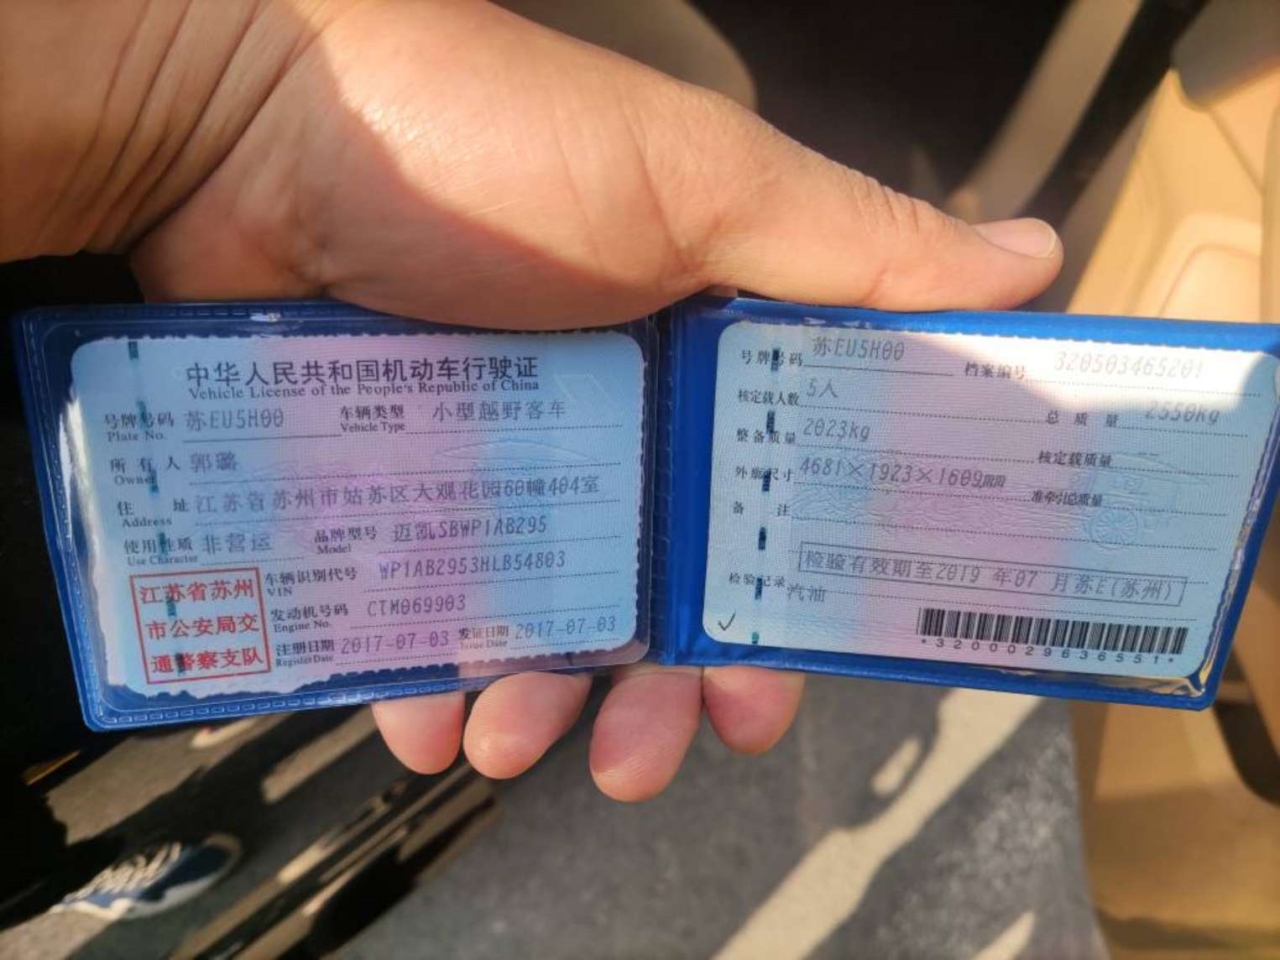 中华人民共和国机动车行驶证
Vehicle License of the People's Republic of China
号牌号码 苏EU5H00 车辆类型 小型越野客车
Plate No. Vehicle Type
所有人 郭璐
Owner
住址 江苏省苏州市姑苏区大观花园60幢404室
Address
使用性质 非营运 品牌型号 迈凯SBWP1AB295
Use Character Model
江苏省苏州
市公安局交
通警察支队
车辆识别代号 WP1AB2953HLB54803
VIN
发动机号码 CTM069903
Engine No.
注册日期 2017-07-03 发证日期 2017-07-03
Register Date Issue Date
号牌号码 苏EU5H00 档案编号 320503465201
核定载人数 5人 总质量 2550kg
整备质量 2023kg 核定载质量 --
外廓尺寸 4681×1923×1609mm 准牵引总质量
备注
检验有效期至2019 年07 月苏E(苏州)
检验记录 汽油
*3200029636551*